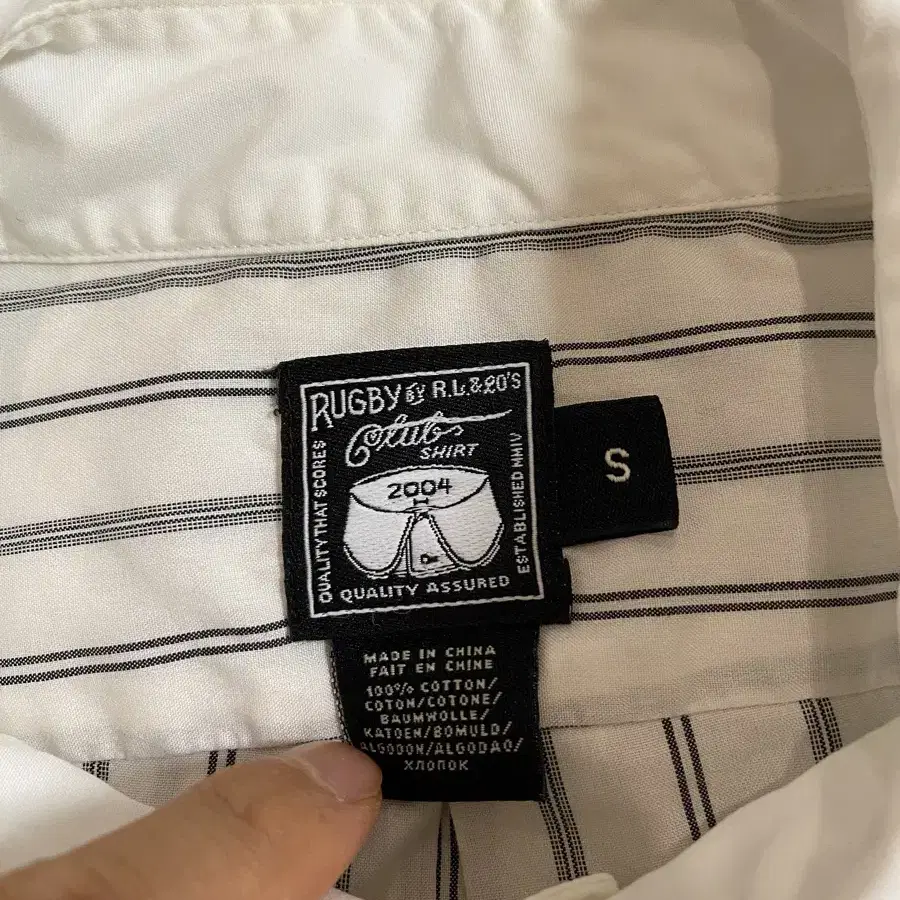 RUGBY BY R.L. & CO'S
Club
SHIRT
2004
QUALITY THAT SCORES
ESTABLISHED MMIV
QUALITY ASSURED
S
MADE IN CHINA
FAIT EN CHINE
100% COTTON/
COTON/COTONE/
BAUMWOLLE/
KATOEN/BOMULD/
ALGODON/ALGODAO/
ХЛОПОК